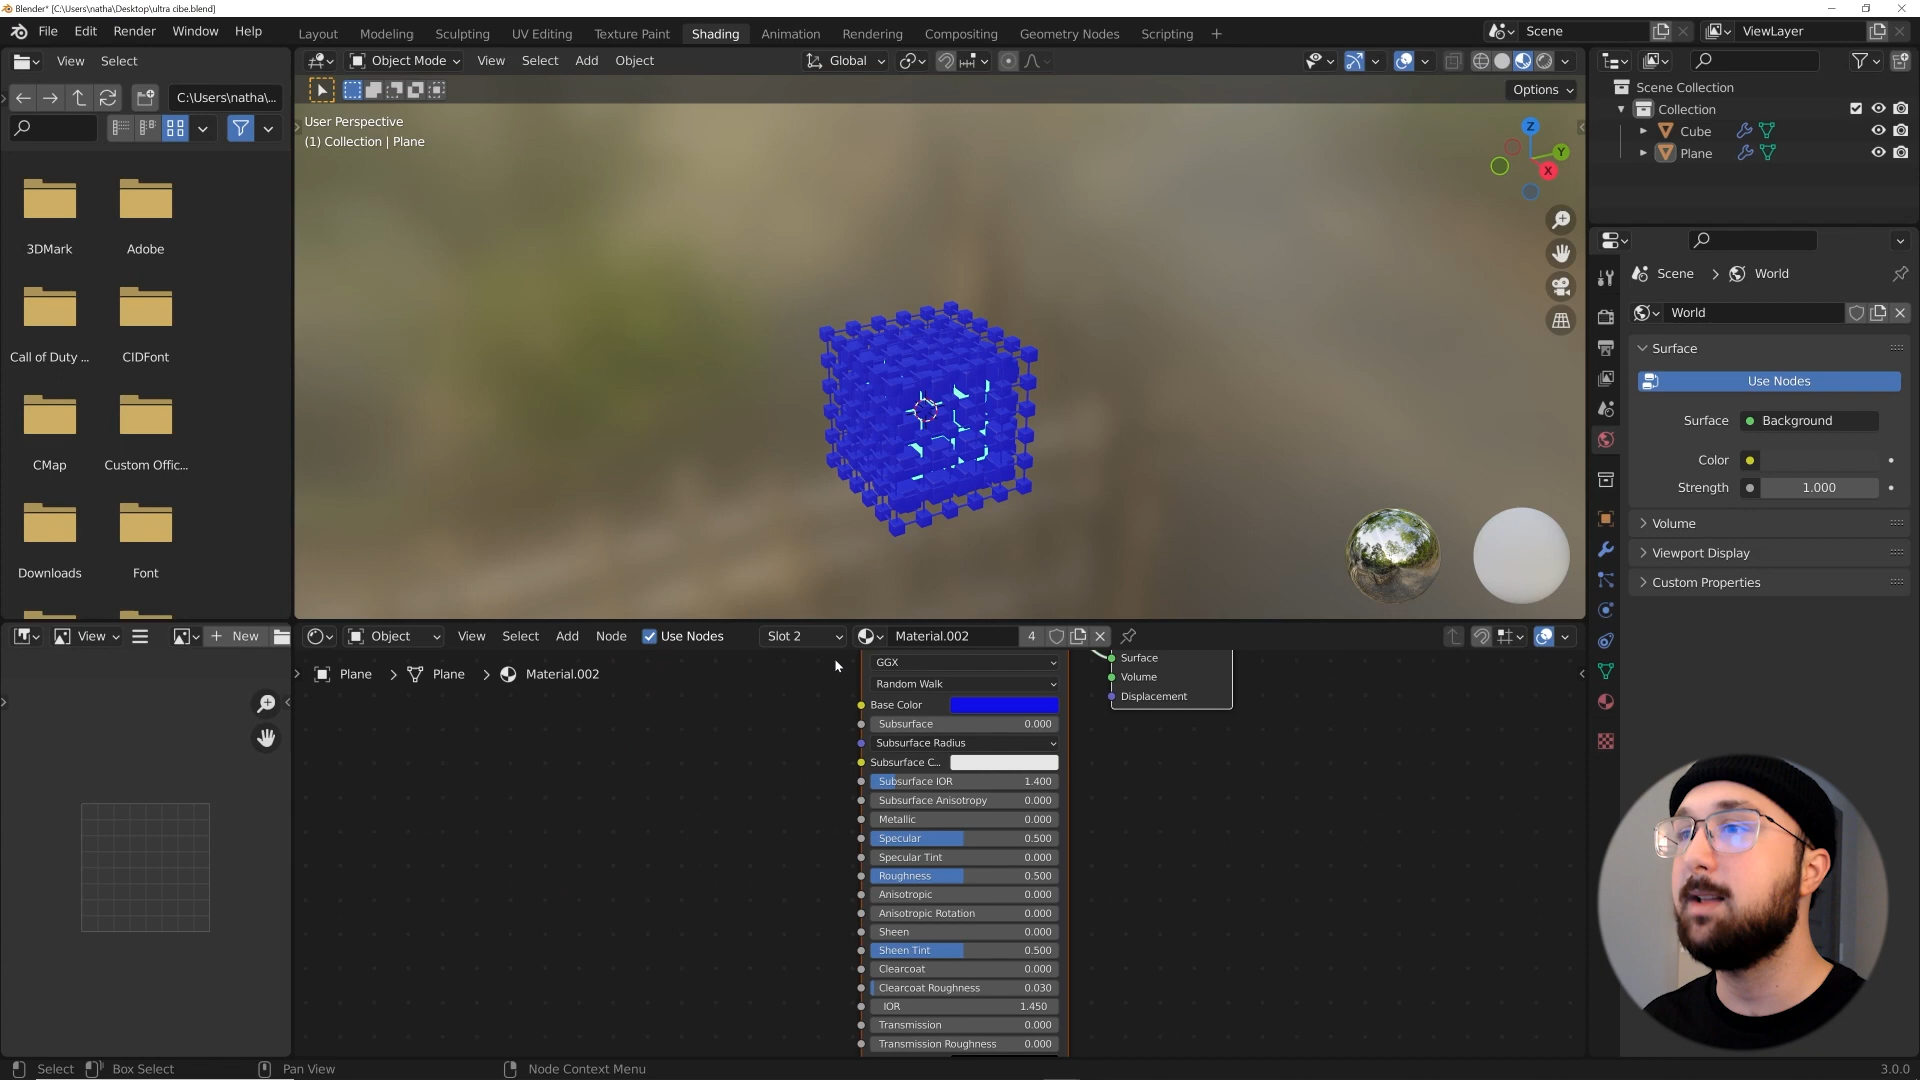 Blender* [C:\Users\natha\Desktop\ultra cibe.blend]
File Edit Render Window Help
Layout Modeling Sculpting UV Editing Texture Paint Shading Animation Rendering Compositing Geometry Nodes Scripting +
Scene
ViewLayer
View Select
Object Mode View Select Add Object
Global
C:\Users\natha\...
Options
User Perspective
(1) Collection | Plane
Z
Y
X
Scene Collection
Collection
Cube
Plane
Scene > World
World
Surface
Use Nodes
Surface Background
Color
Strength 1.000
Volume
Viewport Display
Custom Properties
3DMark Adobe
Call of Duty ... CIDFont
CMap Custom Offic...
Downloads Font
View
+ New
Object View Select Add Node Use Nodes Slot 2 Material.002 4
Plane > Plane > Material.002
GGX
Random Walk
Base Color
Subsurface 0.000
Subsurface Radius
Subsurface C...
Subsurface IOR 1.400
Subsurface Anisotropy 0.000
Metallic 0.000
Specular 0.500
Specular Tint 0.000
Roughness 0.500
Anisotropic 0.000
Anisotropic Rotation 0.000
Sheen 0.000
Sheen Tint 0.500
Clearcoat 0.000
Clearcoat Roughness 0.030
IOR 1.450
Transmission 0.000
Transmission Roughness 0.000
Surface
Volume
Displacement
Select Box Select Pan View Node Context Menu 3.0.0